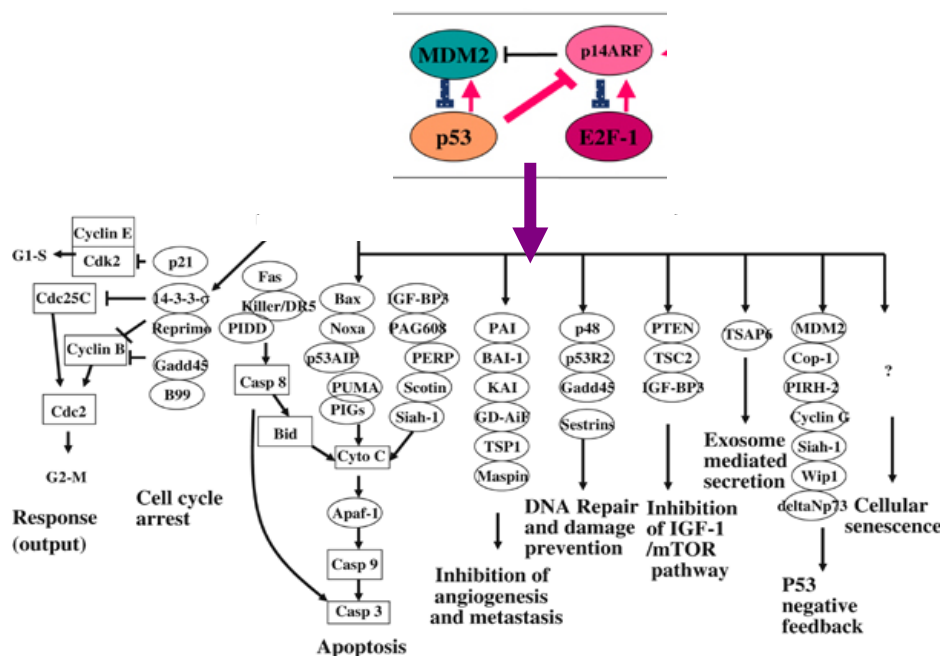 MDM2
p14ARF
p53
E2F-1
Cyclin E
G1-S
Cdk2
p21
Cdc25C
14-3-3-σ
Reprimo
Cyclin B
Gadd45
B99
Cdc2
G2-M
Response
(output)
Cell cycle
arrest
Fas
Killer/DR5
PIDD
Casp 8
Bid
Bax
Noxa
p53AIP
PUMA
PIGs
IGF-BP3
PAG608
PERP
Scotin
Siah-1
Cyto C
Apaf-1
Casp 9
Casp 3
Apoptosis
PAI
BAI-1
KAI
GD-AiF
TSP1
Maspin
Inhibition of
angiogenesis
and metastasis
p48
p53R2
Gadd45
Sestrins
DNA Repair
and damage
prevention
PTEN
TSC2
IGF-BP3
Inhibition
of IGF-1
/mTOR
pathway
TSAP6
Exosome
mediated
secretion
MDM2
Cop-1
PIRH-2
Cyclin G
Siah-1
Wip1
deltaNp73
P53
negative
feedback
?
Cellular
senescence